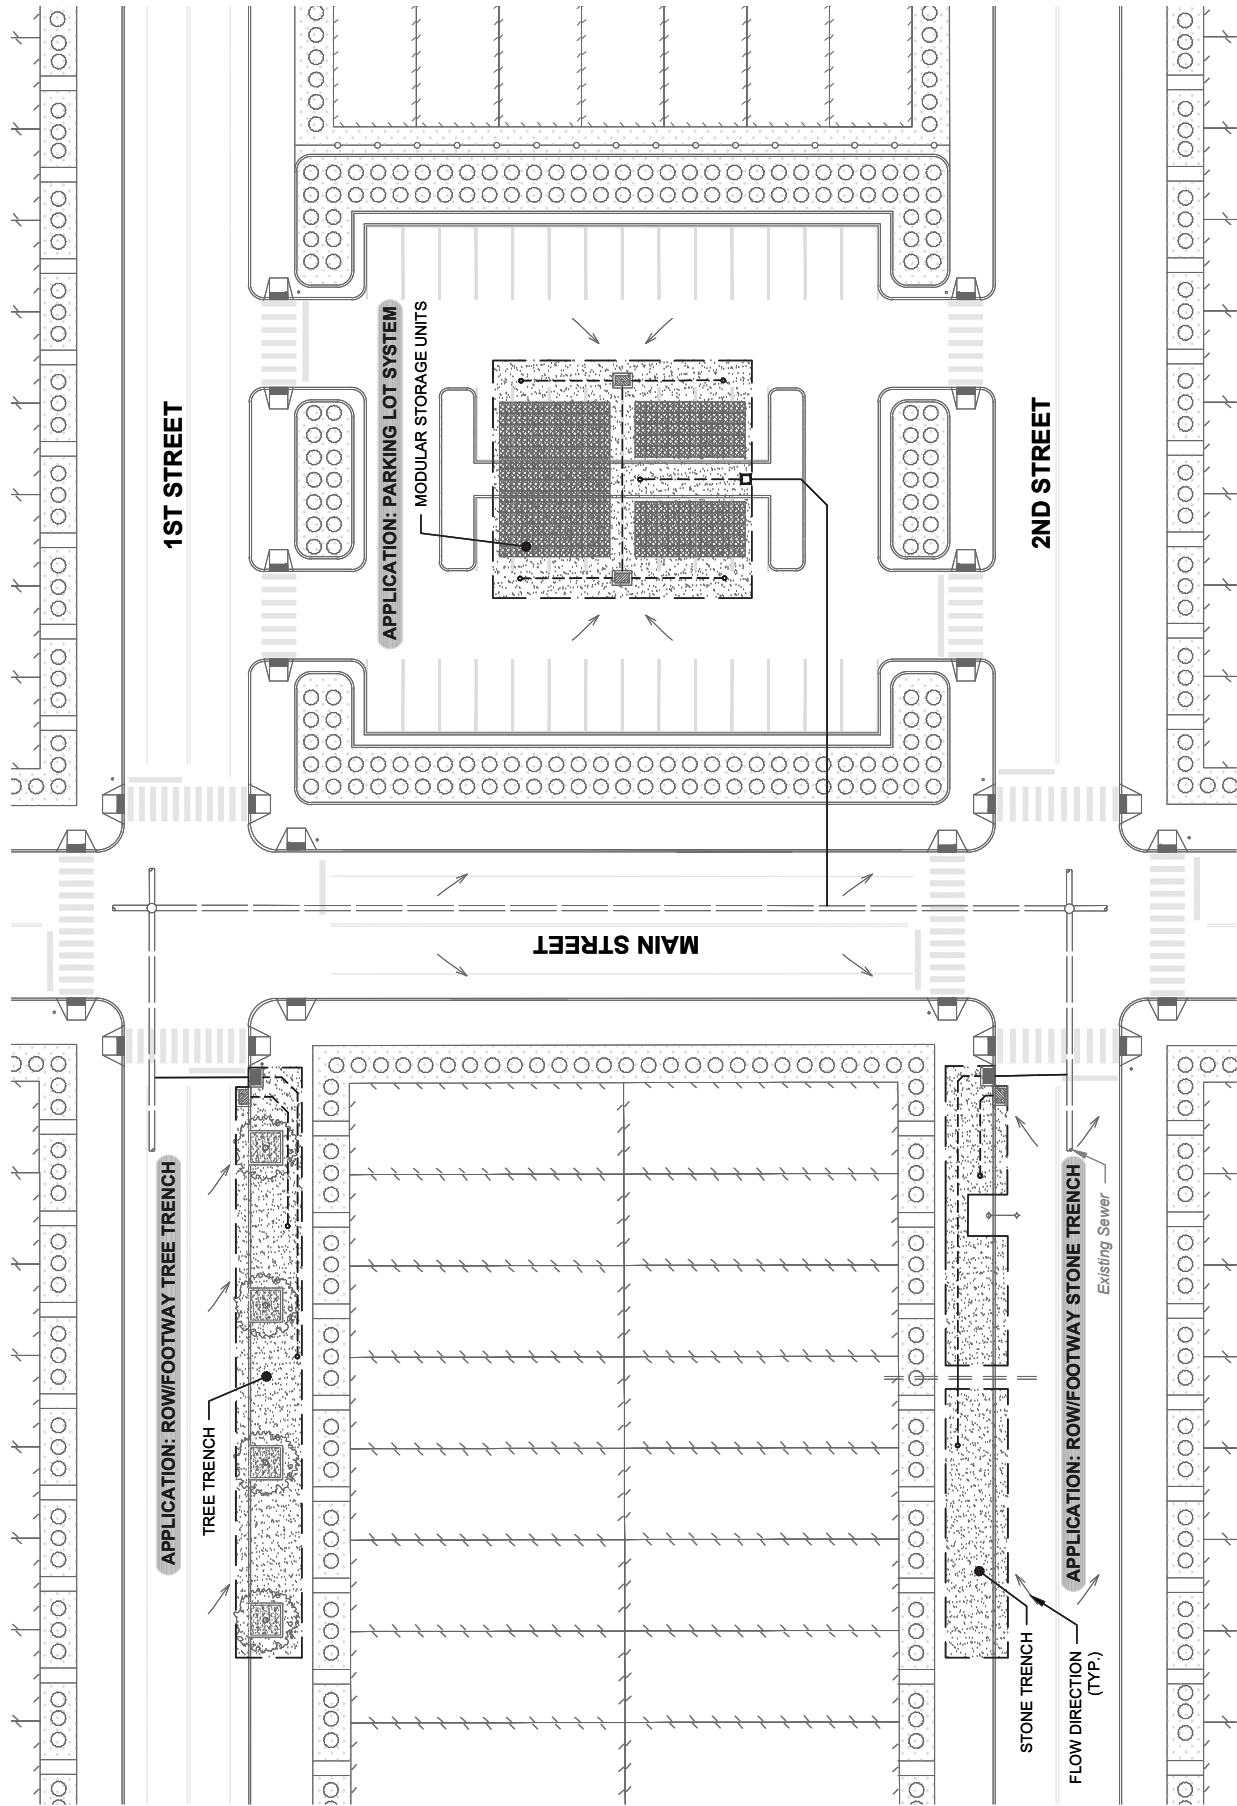 1ST STREET
APPLICATION: PARKING LOT SYSTEM
MODULAR STORAGE UNITS
2ND STREET
MAIN STREET
APPLICATION: ROW/FOOTWAY TREE TRENCH
TREE TRENCH
Existing Sewer
APPLICATION: ROW/FOOTWAY STONE TRENCH
STONE TRENCH
FLOW DIRECTION
(TYP.)